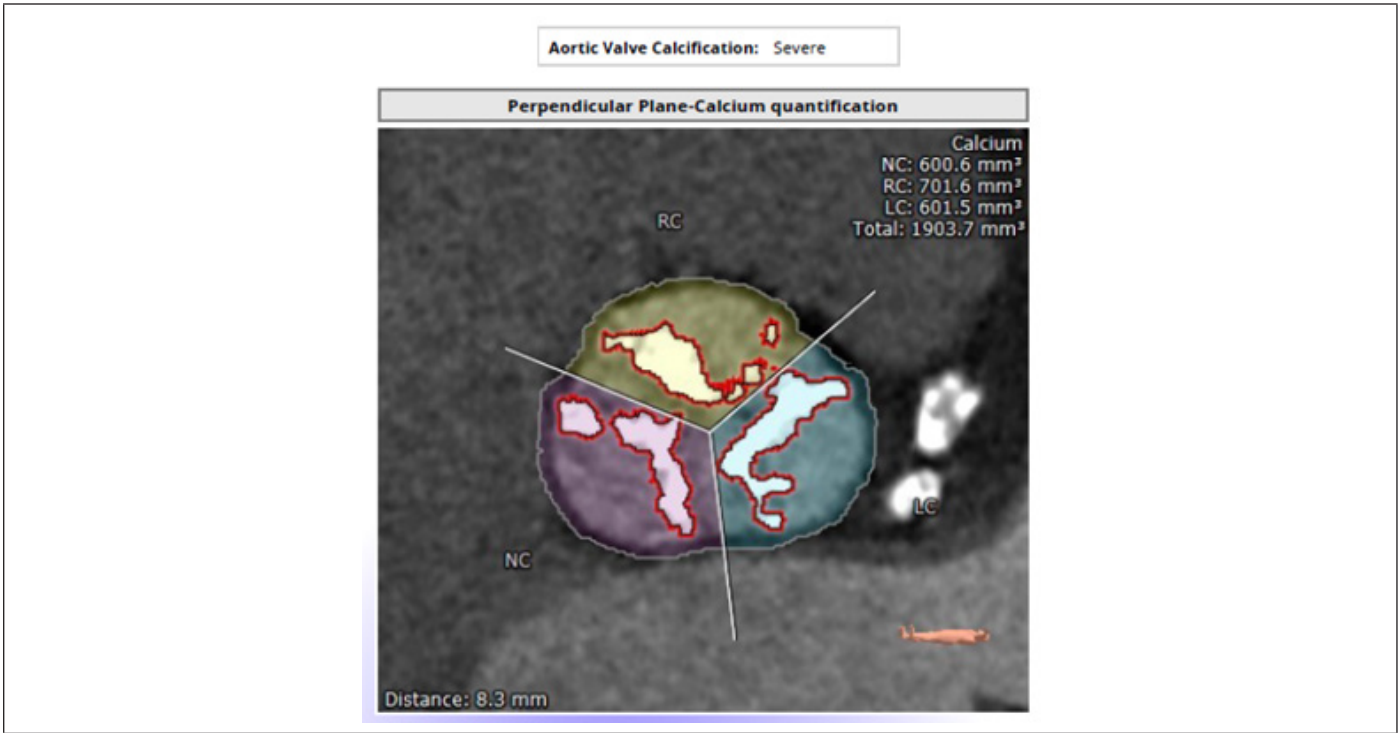 Aortic Valve Calcification: Severe
Perpendicular Plane-Calcium quantification
Calcium
NC: 600.6 mm³
RC: 701.6 mm³
LC: 601.5 mm³
Total: 1903.7 mm³
RC
LC
NC
Distance: 8.3 mm